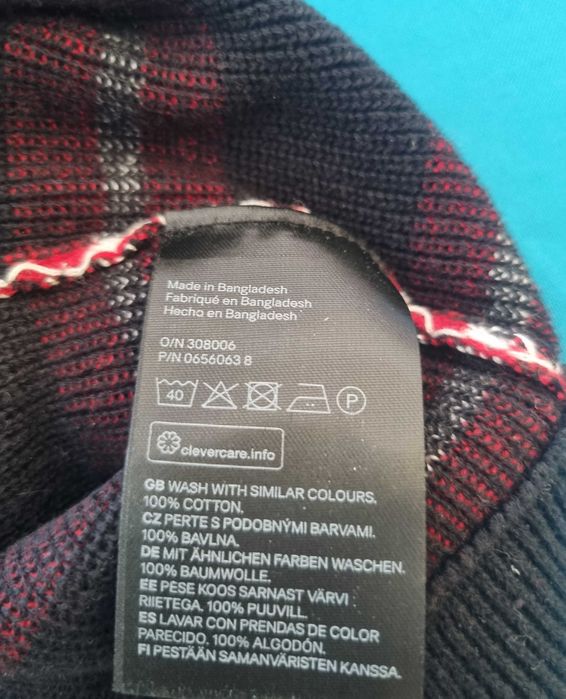 Made in Bangladesh
Fabriqué en Bangladesh
Hecho en Bangladesh
O/N 308006
P/N 0656063 8
40 P
clevercare.info
GB WASH WITH SIMILAR COLOURS.
100% COTTON.
CZ PERTE S PODOBNÝMI BARVAMI.
100% BAVLNA.
DE MIT ÄHNLICHEN FARBEN WASCHEN.
100% BAUMWOLLE.
EE PESE KOOS SARNAST VÄRVI
RIIETEGA. 100% PUUVILL.
ES LAVAR CON PRENDAS DE COLOR
PARECIDO. 100% ALGODÓN.
FI PESTÄÄN SAMANVÄRISTEN KANSSA.